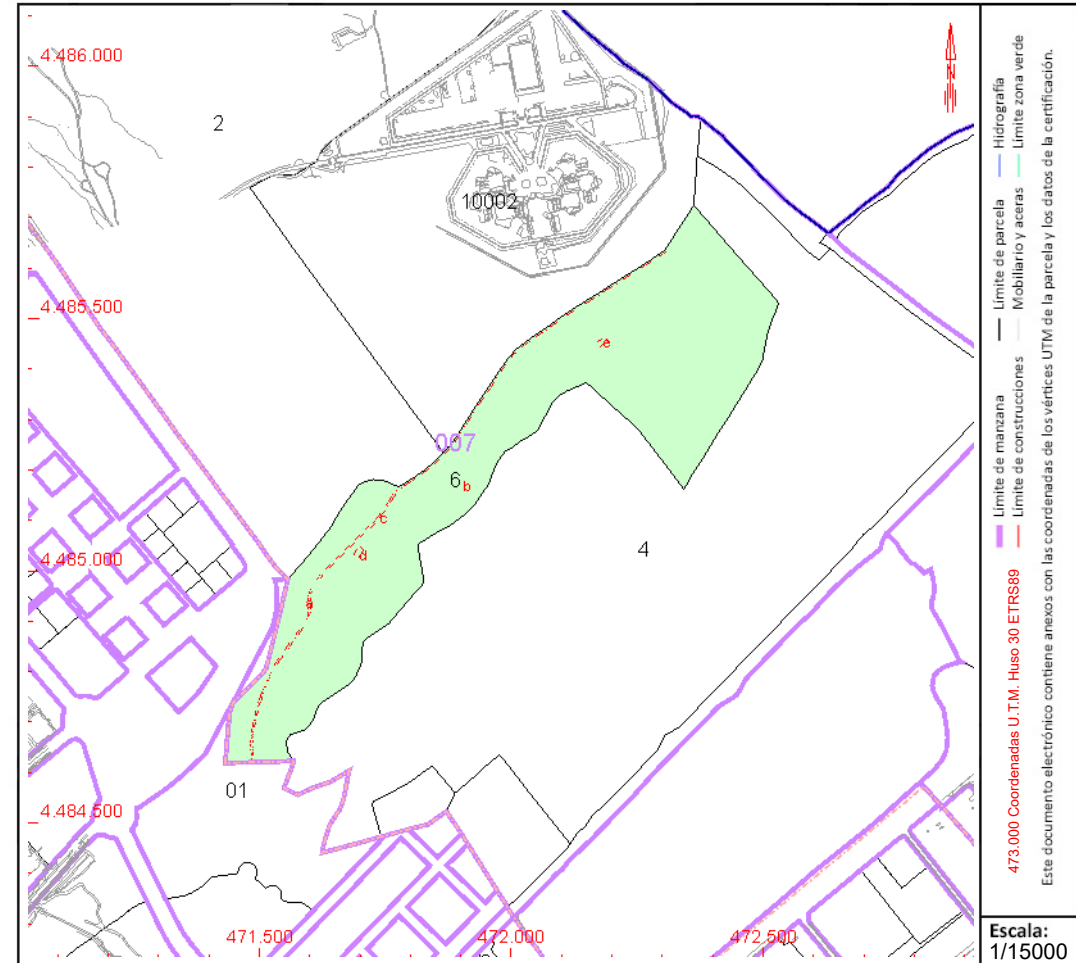 4.486.000
2
10002
4.485.500
007
6
b
e
c
d
a
4
4.485.000
01
4.484.500
471.500
472.000
472.500
N
Límite de manzana
Límite de parcela
Hidrografía
Límite de construcciones
Mobiliario y aceras
Límite zona verde
473.000 Coordenadas U.T.M. Huso 30 ETRS89
Este documento electrónico contiene anexos con las coordenadas de los vértices UTM de la parcela y los datos de la certificación.
Escala:
1/15000